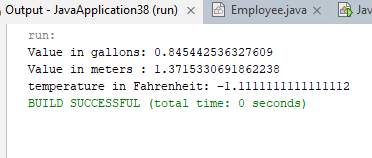 Output - JavaApplication38 (run)
Employee.java
run:
Value in gallons: 0.845442536327609
Value in meters : 1.3715330691862238
temperature in Fahrenheit: -1.1111111111111112
BUILD SUCCESSFUL (total time: 0 seconds)